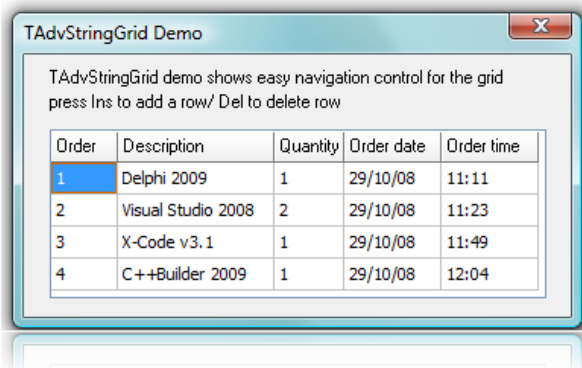 TAdvStringGrid Demo
TAdvStringGrid demo shows easy navigation control for the grid
press Ins to add a row/ Del to delete row
Order Description Quantity Order date Order time
1 Delphi 2009 1 29/10/08 11:11
2 Visual Studio 2008 2 29/10/08 11:23
3 X-Code v3.1 1 29/10/08 11:49
4 C++Builder 2009 1 29/10/08 12:04